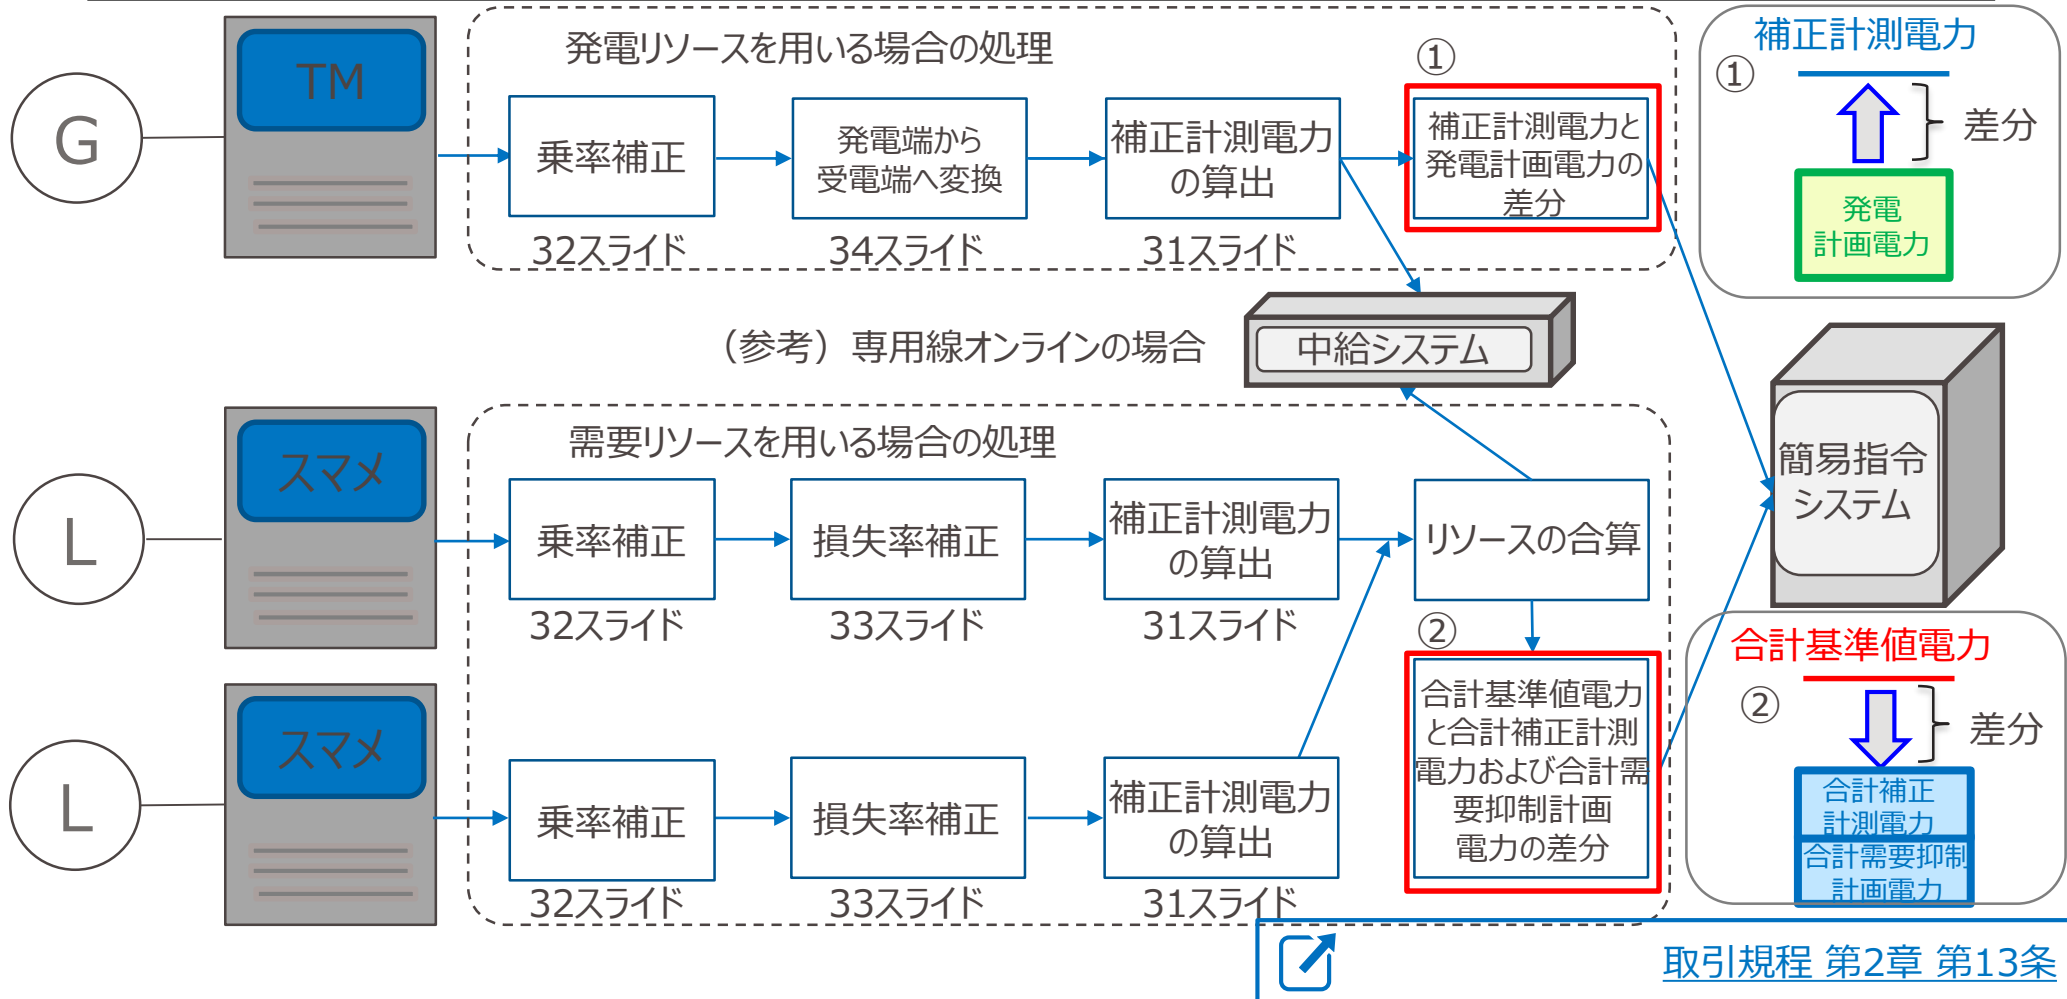 発電リソースを用いる場合の処理
G
TM
乗率補正
32スライド
発電端から
受電端へ変換
34スライド
補正計測電力
の算出
31スライド
①
補正計測電力と
発電計画電力の
差分
補正計測電力
①
差分
発電
計画電力
（参考）専用線オンラインの場合
中給システム
簡易指令
システム
需要リソースを用いる場合の処理
L
スマメ
乗率補正
32スライド
損失率補正
33スライド
補正計測電力
の算出
31スライド
リソースの合算
L
スマメ
乗率補正
32スライド
損失率補正
33スライド
補正計測電力
の算出
31スライド
②
合計基準値電力
と合計補正計測
電力および合計需
要抑制計画
電力の差分
合計基準値電力
②
差分
合計補正
計測電力
合計需要抑制
計画電力
取引規程 第2章 第13条